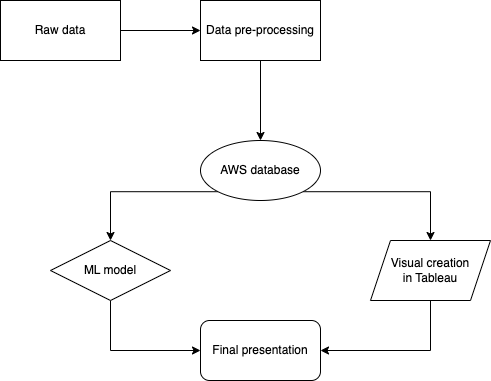 Raw data
Data pre-processing
AWS database
ML model
Visual creation
in Tableau
Final presentation